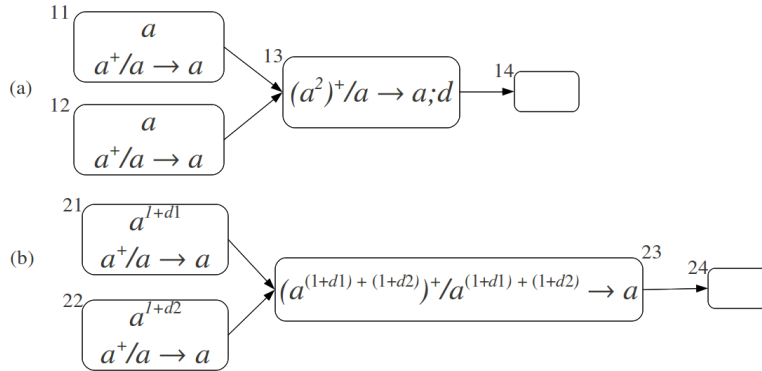 11
a
a⁺/a → a
(a)
12
a
a⁺/a → a
13
(a²)⁺/a → a;d
14
21
a^{1+d1}
a⁺/a → a
(b)
22
a^{1+d2}
a⁺/a → a
23
(a^{(1+d1) + (1+d2)})⁺/a^{(1+d1) + (1+d2)} → a
24